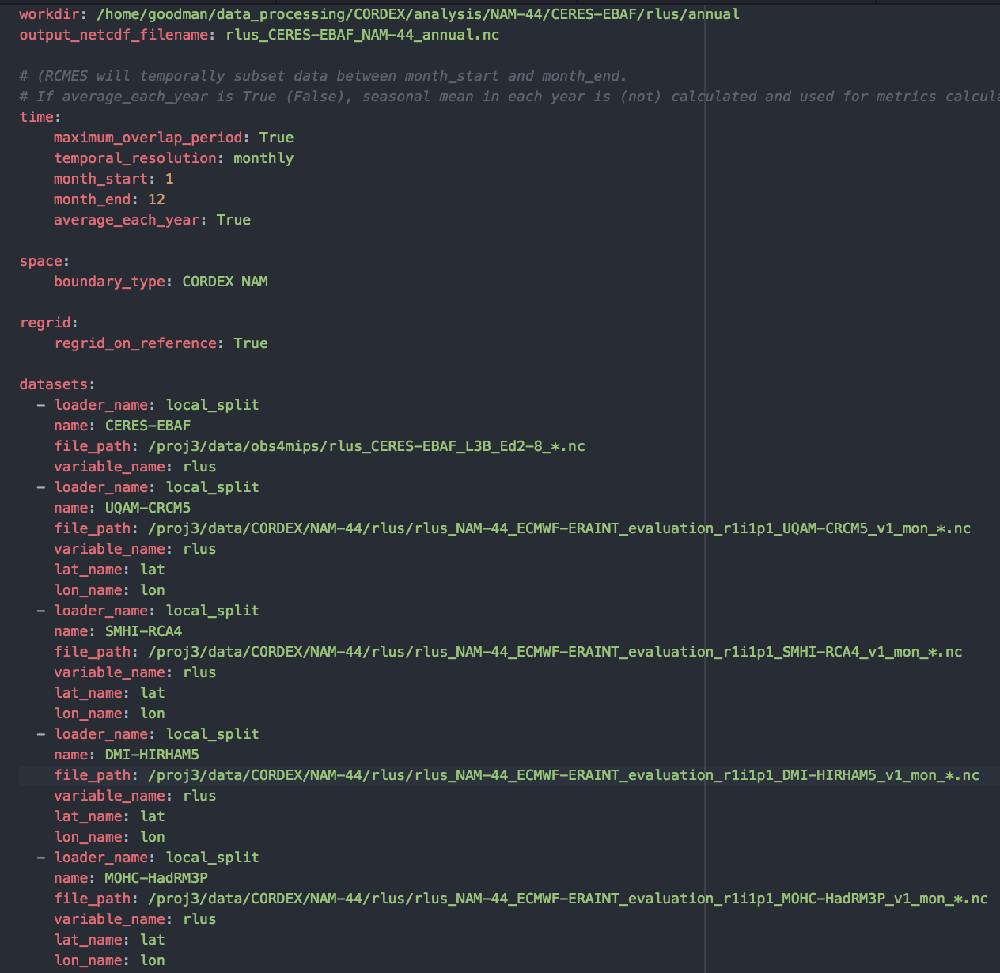 workdir: /home/goodman/data_processing/CORDEX/analysis/NAM-44/CERES-EBAF/rlus/annual
output_netcdf_filename: rlus_CERES-EBAF_NAM-44_annual.nc
# (RCMES will temporally subset data between month_start and month_end.
# If average_each_year is True (False), seasonal mean in each year is (not) calculated and used for metrics calcula
time:
    maximum_overlap_period: True
    temporal_resolution: monthly
    month_start: 1
    month_end: 12
    average_each_year: True
space:
    boundary_type: CORDEX NAM
regrid:
    regrid_on_reference: True
datasets:
  - loader_name: local_split
    name: CERES-EBAF
    file_path: /proj3/data/obs4mips/rlus_CERES-EBAF_L3B_Ed2-8_*.nc
    variable_name: rlus
  - loader_name: local_split
    name: UQAM-CRCM5
    file_path: /proj3/data/CORDEX/NAM-44/rlus/rlus_NAM-44_ECMWF-ERAINT_evaluation_r1i1p1_UQAM-CRCM5_v1_mon_*.nc
    variable_name: rlus
    lat_name: lat
    lon_name: lon
  - loader_name: local_split
    name: SMHI-RCA4
    file_path: /proj3/data/CORDEX/NAM-44/rlus/rlus_NAM-44_ECMWF-ERAINT_evaluation_r1i1p1_SMHI-RCA4_v1_mon_*.nc
    variable_name: rlus
    lat_name: lat
    lon_name: lon
  - loader_name: local_split
    name: DMI-HIRHAM5
    file_path: /proj3/data/CORDEX/NAM-44/rlus/rlus_NAM-44_ECMWF-ERAINT_evaluation_r1i1p1_DMI-HIRHAM5_v1_mon_*.nc
    variable_name: rlus
    lat_name: lat
    lon_name: lon
  - loader_name: local_split
    name: MOHC-HadRM3P
    file_path: /proj3/data/CORDEX/NAM-44/rlus/rlus_NAM-44_ECMWF-ERAINT_evaluation_r1i1p1_MOHC-HadRM3P_v1_mon_*.nc
    variable_name: rlus
    lat_name: lat
    lon_name: lon